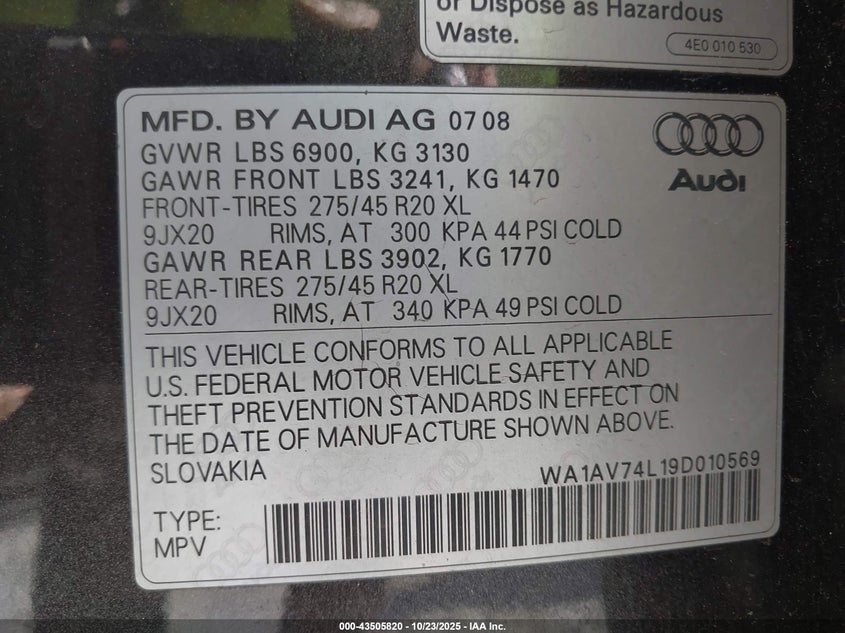 or Dispose as Hazardous
Waste.
4E0 010 530
MFD. BY AUDI AG 07 08
GVWR LBS 6900, KG 3130
GAWR FRONT LBS 3241, KG 1470
FRONT-TIRES 275/45 R20 XL
9JX20 RIMS, AT 300 KPA 44 PSI COLD
GAWR REAR LBS 3902, KG 1770
REAR-TIRES 275/45 R20 XL
9JX20 RIMS, AT 340 KPA 49 PSI COLD
Audi
THIS VEHICLE CONFORMS TO ALL APPLICABLE
U.S. FEDERAL MOTOR VEHICLE SAFETY AND
THEFT PREVENTION STANDARDS IN EFFECT ON
THE DATE OF MANUFACTURE SHOWN ABOVE.
SLOVAKIA
WA1AV74L19D010569
TYPE:
MPV
000-43505820 - 10/23/2025 - IAA Inc.